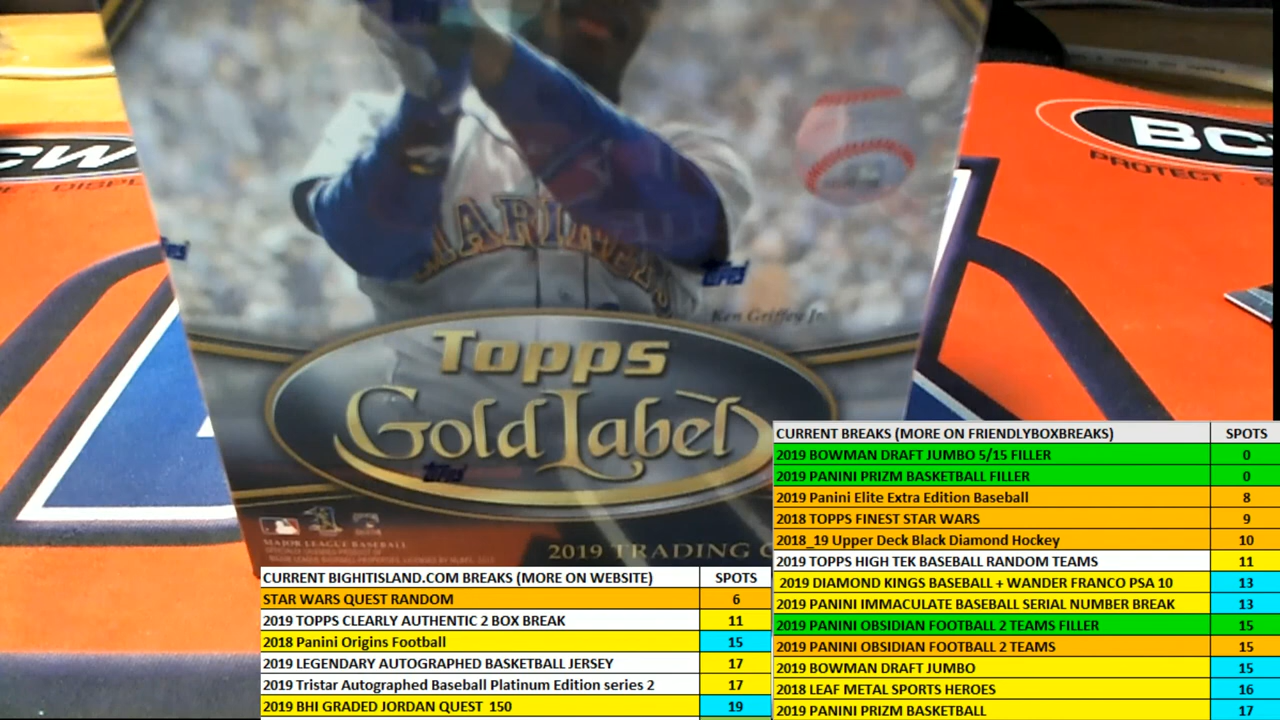 CW
DISPL
BC
PROTECT
MARINERS
Topps
Topps
Ken Griffey Jr.
Topps
Gold Label
Topps
MAJOR LEAGUE BASEBALL
2019 TRADING C
CURRENT BIGHITISLAND.COM BREAKS (MORE ON WEBSITE) SPOTS
STAR WARS QUEST RANDOM 6
2019 TOPPS CLEARLY AUTHENTIC 2 BOX BREAK 11
2018 Panini Origins Football 15
2019 LEGENDARY AUTOGRAPHED BASKETBALL JERSEY 17
2019 Tristar Autographed Baseball Platinum Edition series 2 17
2019 BHI GRADED JORDAN QUEST 150 19
CURRENT BREAKS (MORE ON FRIENDLYBOXBREAKS) SPOTS
2019 BOWMAN DRAFT JUMBO 5/15 FILLER 0
2019 PANINI PRIZM BASKETBALL FILLER 0
2019 Panini Elite Extra Edition Baseball 8
2018 TOPPS FINEST STAR WARS 9
2018_19 Upper Deck Black Diamond Hockey 10
2019 TOPPS HIGH TEK BASEBALL RANDOM TEAMS 11
2019 DIAMOND KINGS BASEBALL + WANDER FRANCO PSA 10 13
2019 PANINI IMMACULATE BASEBALL SERIAL NUMBER BREAK 13
2019 PANINI OBSIDIAN FOOTBALL 2 TEAMS FILLER 15
2019 PANINI OBSIDIAN FOOTBALL 2 TEAMS 15
2019 BOWMAN DRAFT JUMBO 15
2018 LEAF METAL SPORTS HEROES 16
2019 PANINI PRIZM BASKETBALL 17